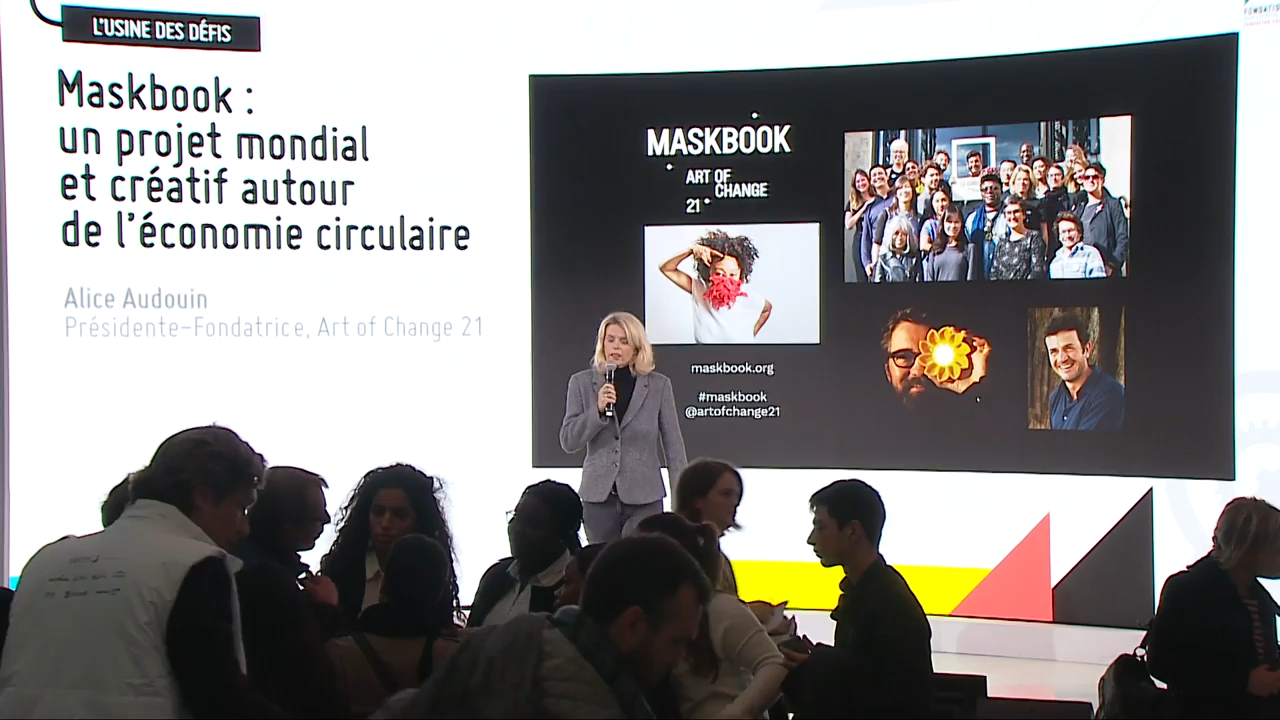 L'USINE DES DÉFIS
Maskbook :
un projet mondial
et créatif autour
de l'économie circulaire
Alice Audouin
Présidente-Fondatrice, Art of Change 21
MASKBOOK
ART OF
CHANGE
21
maskbook.org
#maskbook
@artofchange21